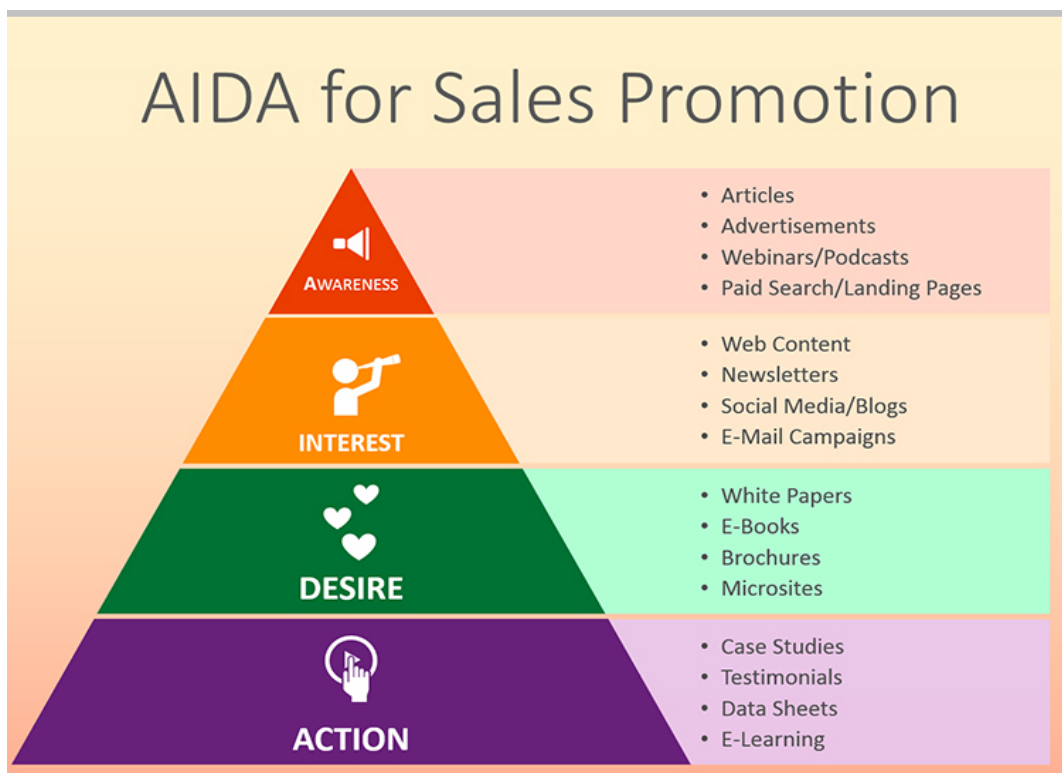 AIDA for Sales Promotion
AWARENESS
• Articles
• Advertisements
• Webinars/Podcasts
• Paid Search/Landing Pages
INTEREST
• Web Content
• Newsletters
• Social Media/Blogs
• E-Mail Campaigns
DESIRE
• White Papers
• E-Books
• Brochures
• Microsites
ACTION
• Case Studies
• Testimonials
• Data Sheets
• E-Learning